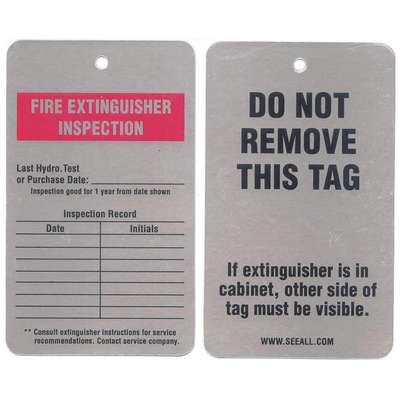 FIRE EXTINGUISHER
INSPECTION
Last Hydro. Test
or Purchase Date:
Inspection good for 1 year from date shown
Inspection Record
Date Initials
** Consult extinguisher instructions for service
recommendations. Contact service company.
DO NOT
REMOVE
THIS TAG
If extinguisher is in
cabinet, other side of
tag must be visible.
WWW.SEEALL.COM